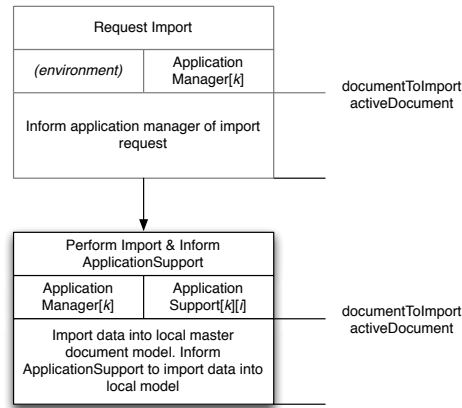 Request Import
(environment)
Application
Manager[k]
documentToImport
activeDocument
Inform application manager of import
request
Perform Import & Inform
ApplicationSupport
Application
Manager[k]
Application
Support[k][i]
documentToImport
activeDocument
Import data into local master
document model. Inform
ApplicationSupport to import data into
local model